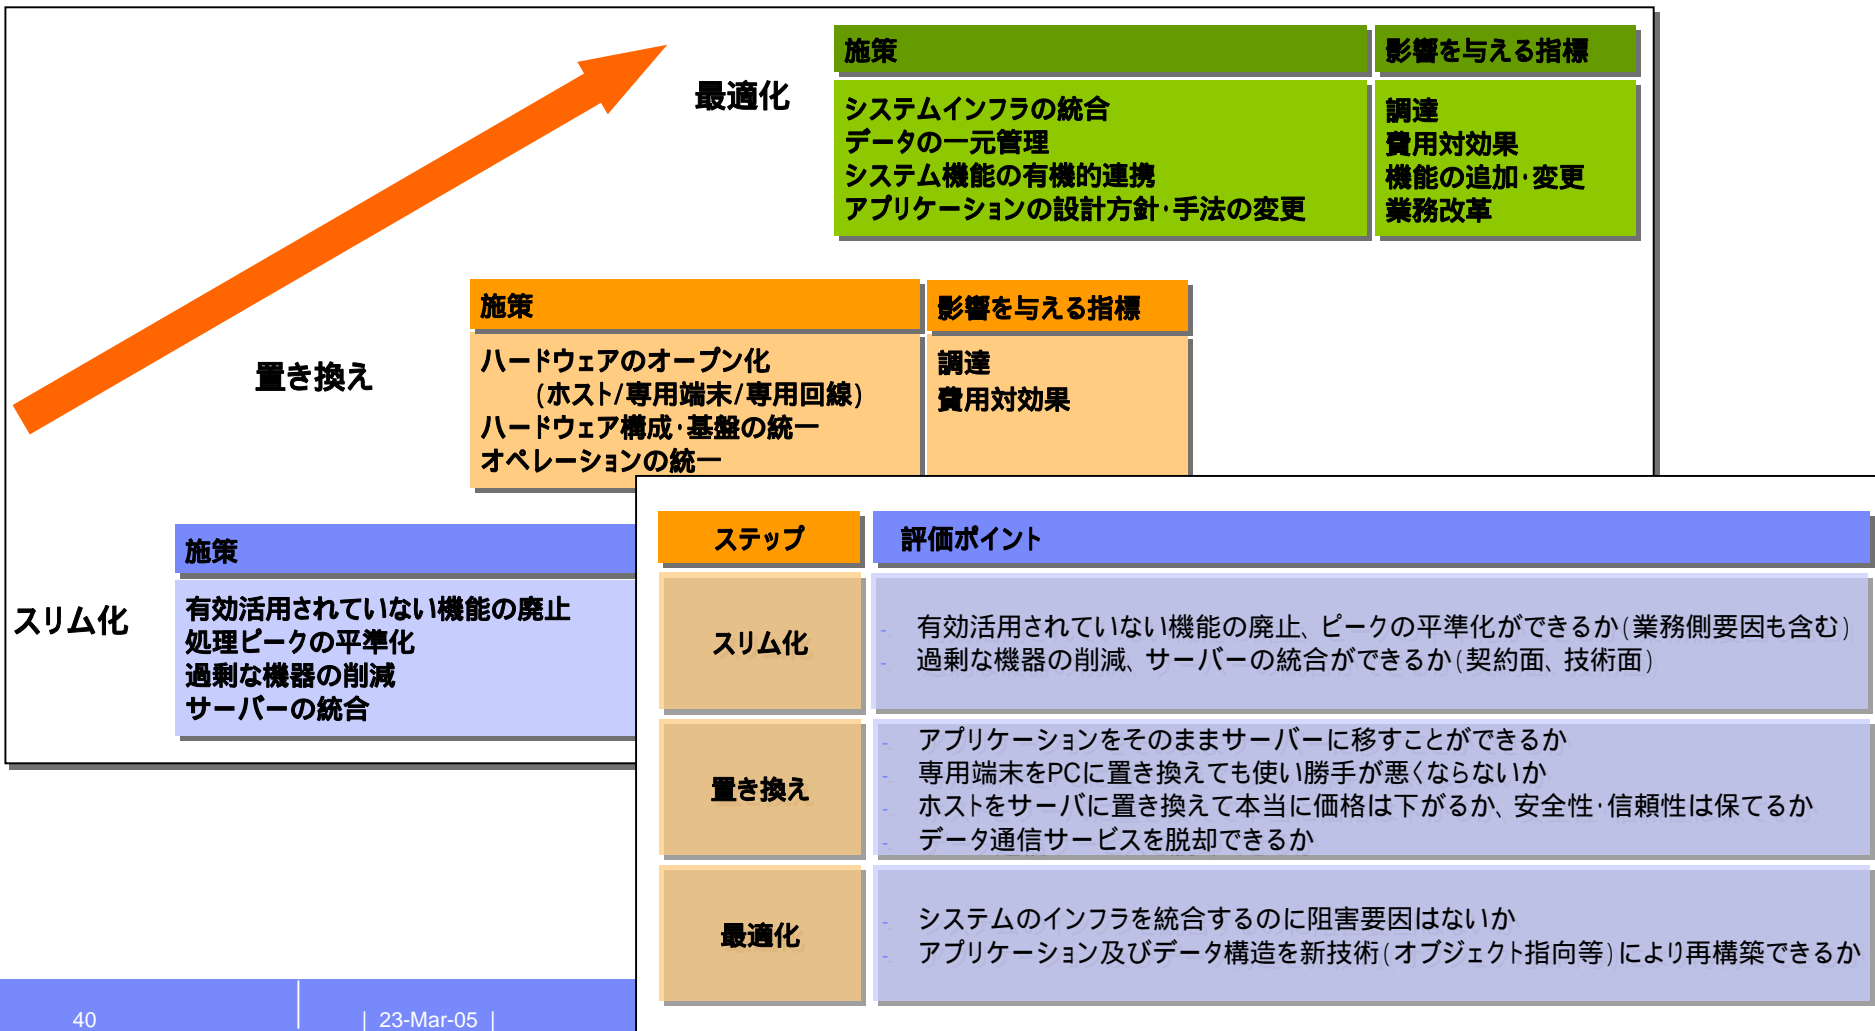 最適化
施策
影響を与える指標
システムインフラの統合
データの一元管理
システム機能の有機的連携
アプリケーションの設計方針・手法の変更
調達
費用対効果
機能の追加・変更
業務改革
置き換え
施策
影響を与える指標
ハードウェアのオープン化
(ホスト/専用端末/専用回線)
ハードウェア構成・基盤の統一
オペレーションの統一
調達
費用対効果
スリム化
施策
有効活用されていない機能の廃止
処理ピークの平準化
過剰な機器の削減
サーバーの統合
ステップ
評価ポイント
スリム化
- 有効活用されていない機能の廃止、ピークの平準化ができるか(業務側要因も含む)
- 過剰な機器の削減、サーバーの統合ができるか(契約面、技術面)
置き換え
- アプリケーションをそのままサーバーに移すことができるか
- 専用端末をPCに置き換えても使い勝手が悪くならないか
- ホストをサーバに置き換えて本当に価格は下がるか、安全性・信頼性は保てるか
- データ通信サービスを脱却できるか
最適化
- システムのインフラを統合するのに阻害要因はないか
- アプリケーション及びデータ構造を新技術(オブジェクト指向等)により再構築できるか
40
| 23-Mar-05 |